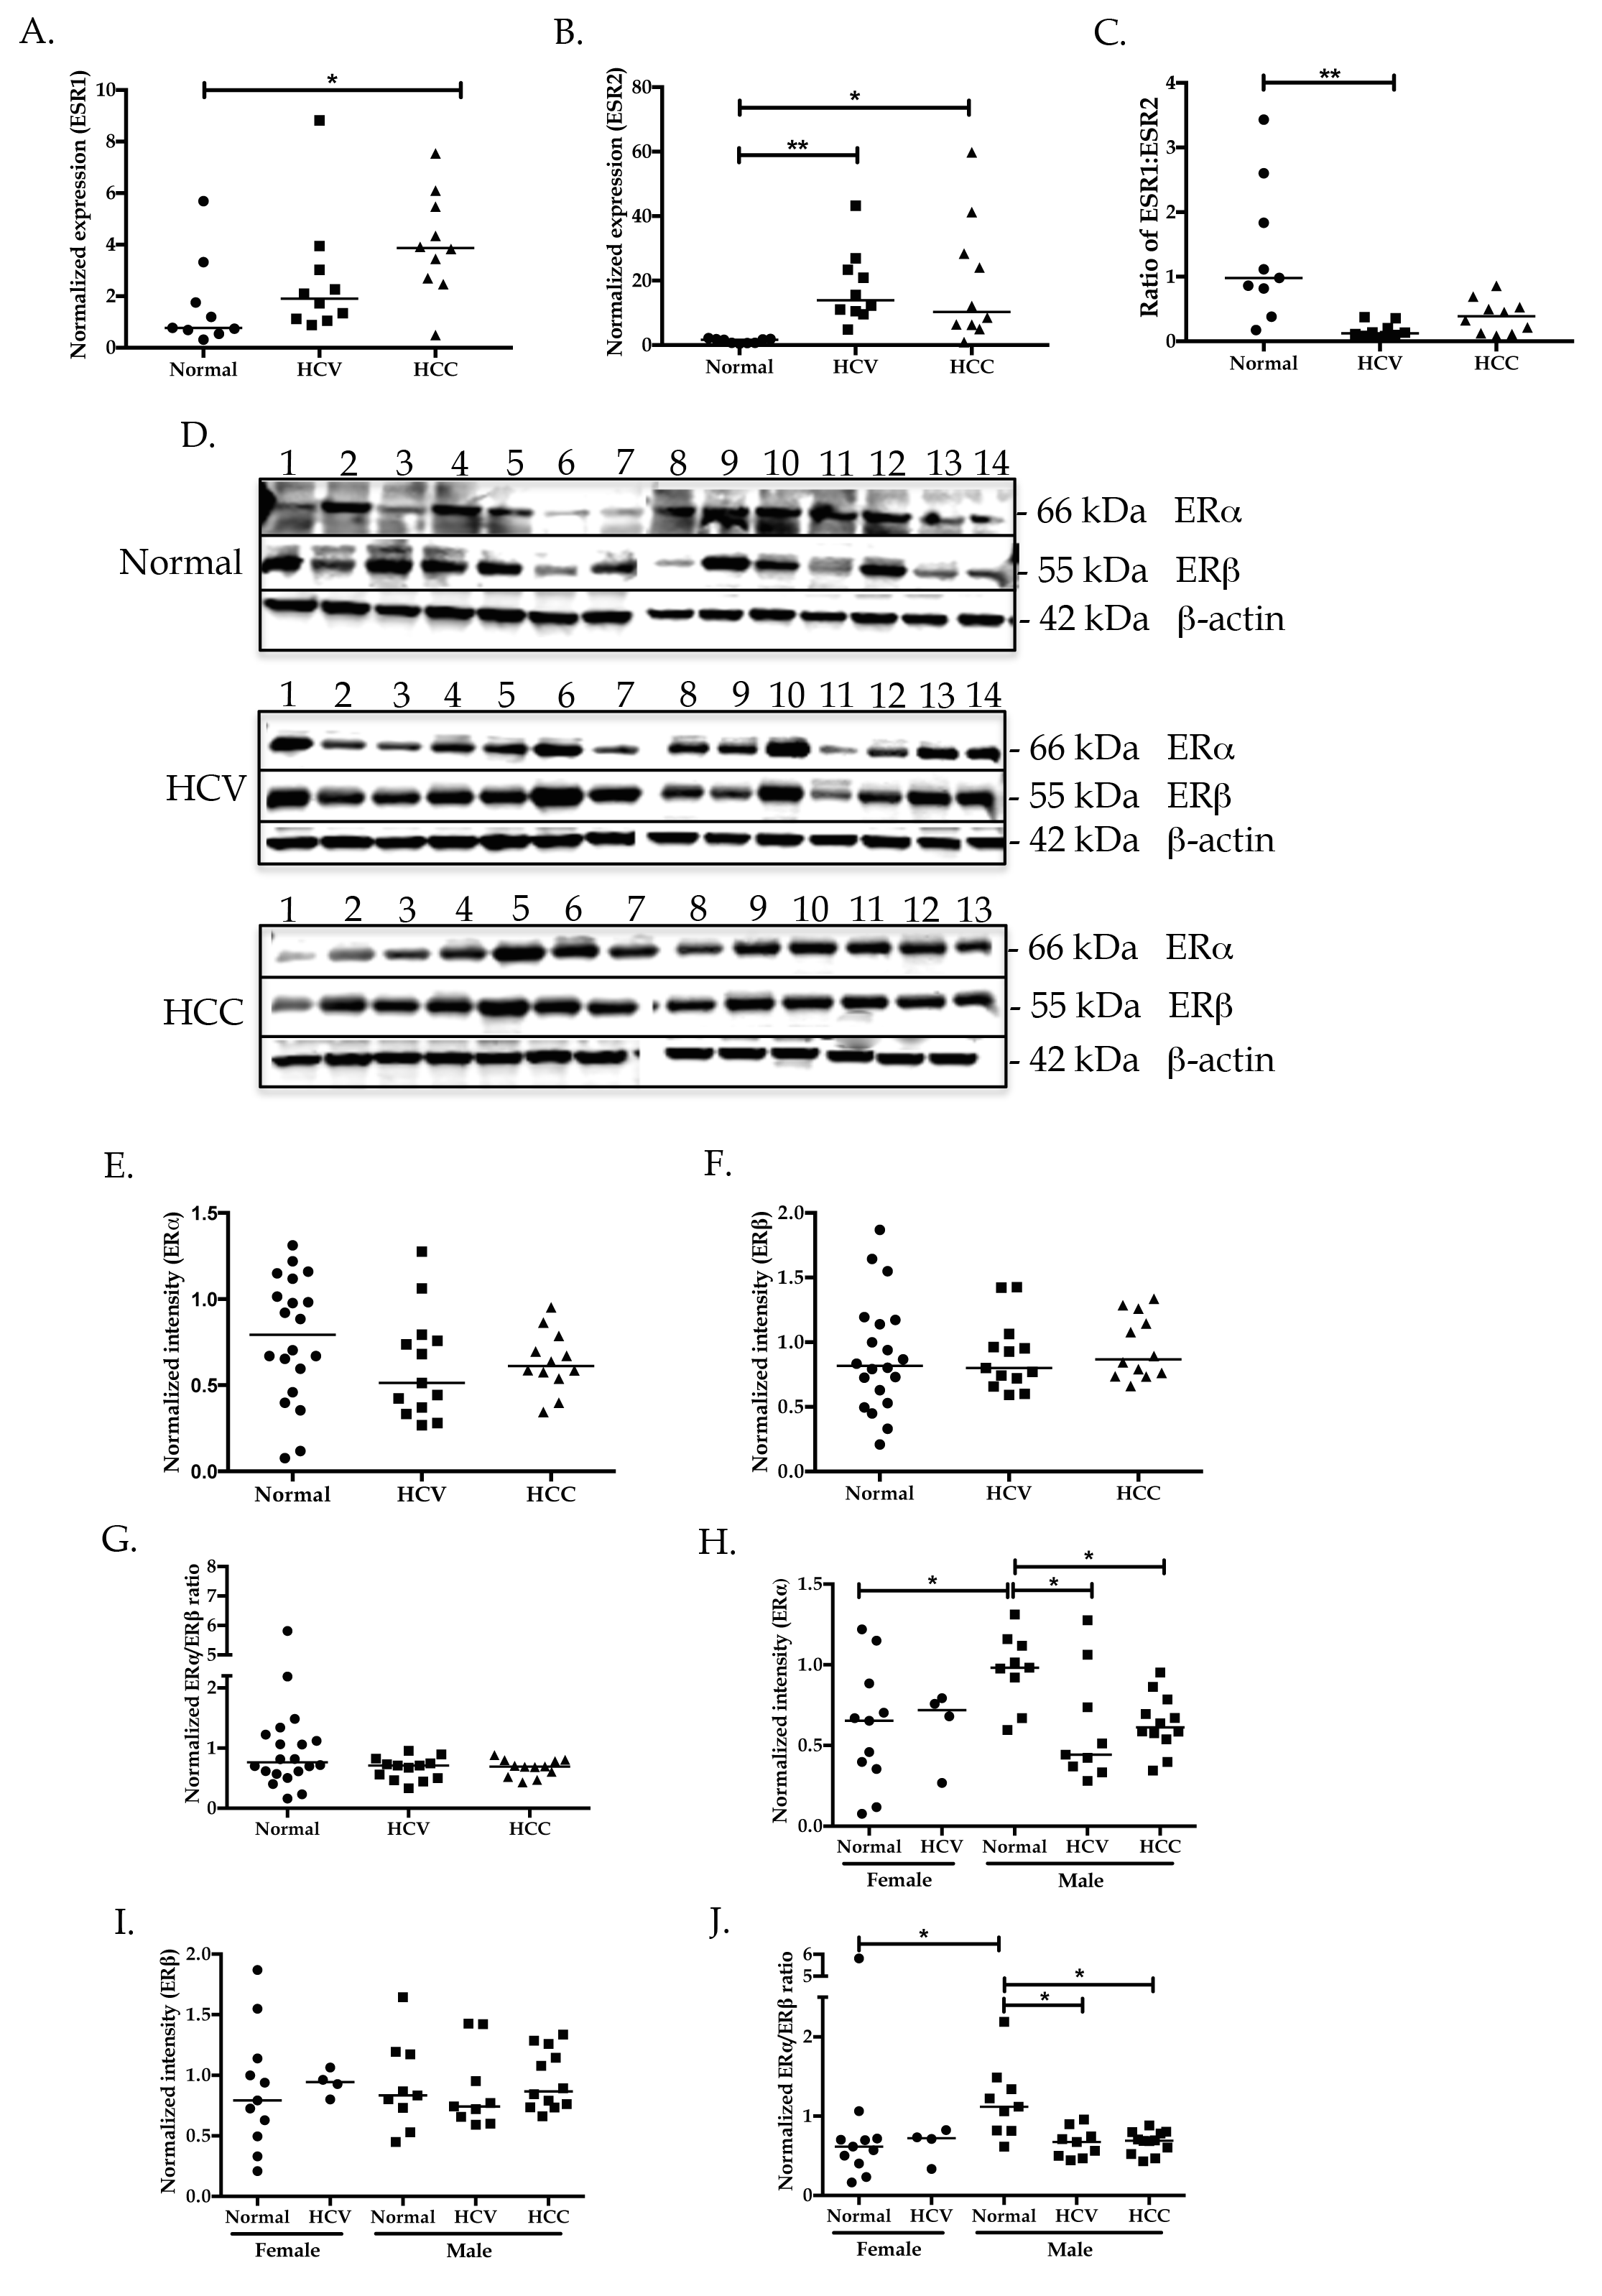 A.
B.
C.
Normalized expression (ESR1)
10
8
6
4
2
0
*
Normal HCV HCC
Normalized expression (ESR2)
80
60
40
20
0
*
**
Normal HCV HCC
Ratio of ESR1:ESR2
4
3
2
1
0
**
Normal HCV HCC
D.
1 2 3 4 5 6 7 8 9 10 11 12 13 14
Normal
- 66 kDa ERα
- 55 kDa ERβ
- 42 kDa β-actin
1 2 3 4 5 6 7 8 9 10 11 12 13 14
HCV
- 66 kDa ERα
- 55 kDa ERβ
- 42 kDa β-actin
1 2 3 4 5 6 7 8 9 10 11 12 13
HCC
- 66 kDa ERα
- 55 kDa ERβ
- 42 kDa β-actin
E.
F.
Normalized intensity (ERα)
1.5
1.0
0.5
0.0
Normal HCV HCC
Normalized intensity (ERβ)
2.0
1.5
1.0
0.5
0.0
Normal HCV HCC
G.
H.
Normalized ERα/ERβ ratio
8
7
6
5
2
1
0
Normal HCV HCC
Normalized intensity (ERα)
1.5
1.0
0.5
0.0
*
*
*
Normal HCV Normal HCV HCC
Female Male
I.
J.
Normalized intensity (ERβ)
2.0
1.5
1.0
0.5
0.0
Normal HCV Normal HCV HCC
Female Male
Normalized ERα/ERβ ratio
6
5
2
1
0
*
*
*
Normal HCV Normal HCV HCC
Female Male